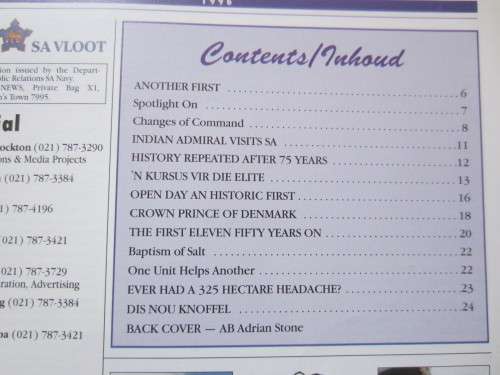 1996
SA VLOOT
ion issued by the Depart-
blic Relations SA Navy.
NEWS, Private Bag X1,
n's Town 7995.
ial
ockton (021) 787-3290
ons & Media Projects
(021) 787-3384
1) 787-4196
021) 787-3421
021) 787-3729
ration, Advertising
g (021) 787-3384
na (021) 787-3421
Contents/Inhoud
ANOTHER FIRST 6
Spotlight On 7
Changes of Command 8
INDIAN ADMIRAL VISITS SA 11
HISTORY REPEATED AFTER 75 YEARS 12
'N KURSUS VIR DIE ELITE 13
OPEN DAY AN HISTORIC FIRST 16
CROWN PRINCE OF DENMARK 18
THE FIRST ELEVEN FIFTY YEARS ON 20
Baptism of Salt 22
One Unit Helps Another 22
EVER HAD A 325 HECTARE HEADACHE? 23
DIS NOU KNOFFEL 24
BACK COVER — AB Adrian Stone